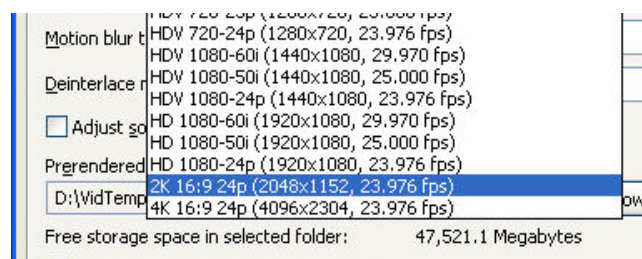 HDV 720-24p (1280x720, 23.976 fps)
Motion blur t
HDV 1080-60i (1440x1080, 29.970 fps)
HDV 1080-50i (1440x1080, 25.000 fps)
Deinterlace
HDV 1080-24p (1440x1080, 23.976 fps)
HD 1080-60i (1920x1080, 29.970 fps)
Adjust so
HD 1080-50i (1920x1080, 25.000 fps)
Prerendered
HD 1080-24p (1920x1080, 23.976 fps)
2K 16:9 24p (2048x1152, 23.976 fps)
D:\VidTemp
4K 16:9 24p (4096x2304, 23.976 fps)
ow
Free storage space in selected folder: 47,521.1 Megabytes